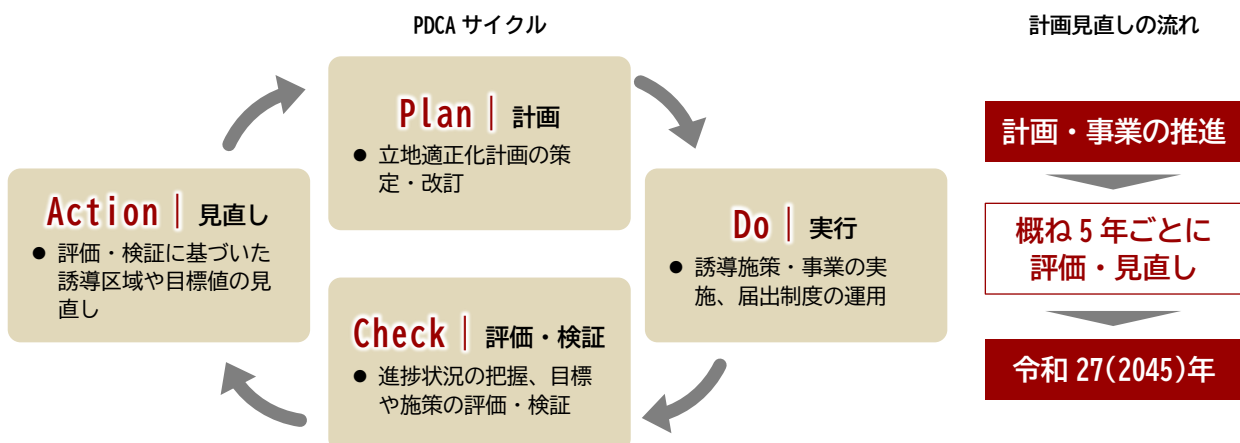 PDCA サイクル
Plan｜計画
● 立地適正化計画の策
定・改訂
Do｜実行
● 誘導施策・事業の実
施、届出制度の運用
Check｜評価・検証
● 進捗状況の把握、目標
や施策の評価・検証
Action｜見直し
● 評価・検証に基づいた
誘導区域や目標値の見
直し
計画見直しの流れ
計画・事業の推進
概ね 5 年ごとに
評価・見直し
令和 27(2045)年